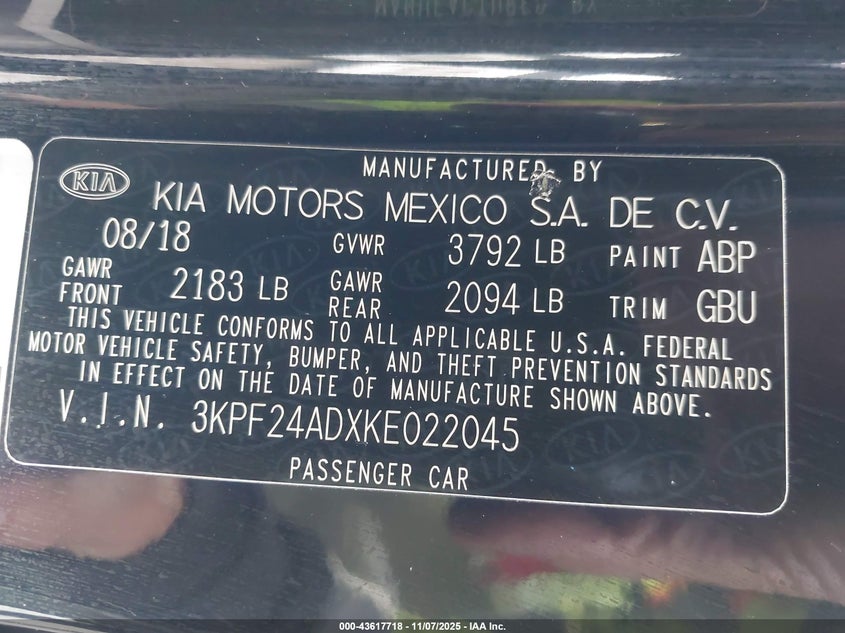 MANUFACTURED BY
KIA KIA MOTORS MEXICO S.A. DE C.V.
08/18 GVWR 3792 LB PAINT ABP
GAWR FRONT 2183 LB GAWR REAR 2094 LB TRIM GBU
THIS VEHICLE CONFORMS TO ALL APPLICABLE U.S.A. FEDERAL
MOTOR VEHICLE SAFETY, BUMPER, AND THEFT PREVENTION STANDARDS
IN EFFECT ON THE DATE OF MANUFACTURE SHOWN ABOVE.
V.I.N. 3KPF24ADXKE022045
PASSENGER CAR
000-43617718 - 11/07/2025 - IAA Inc.